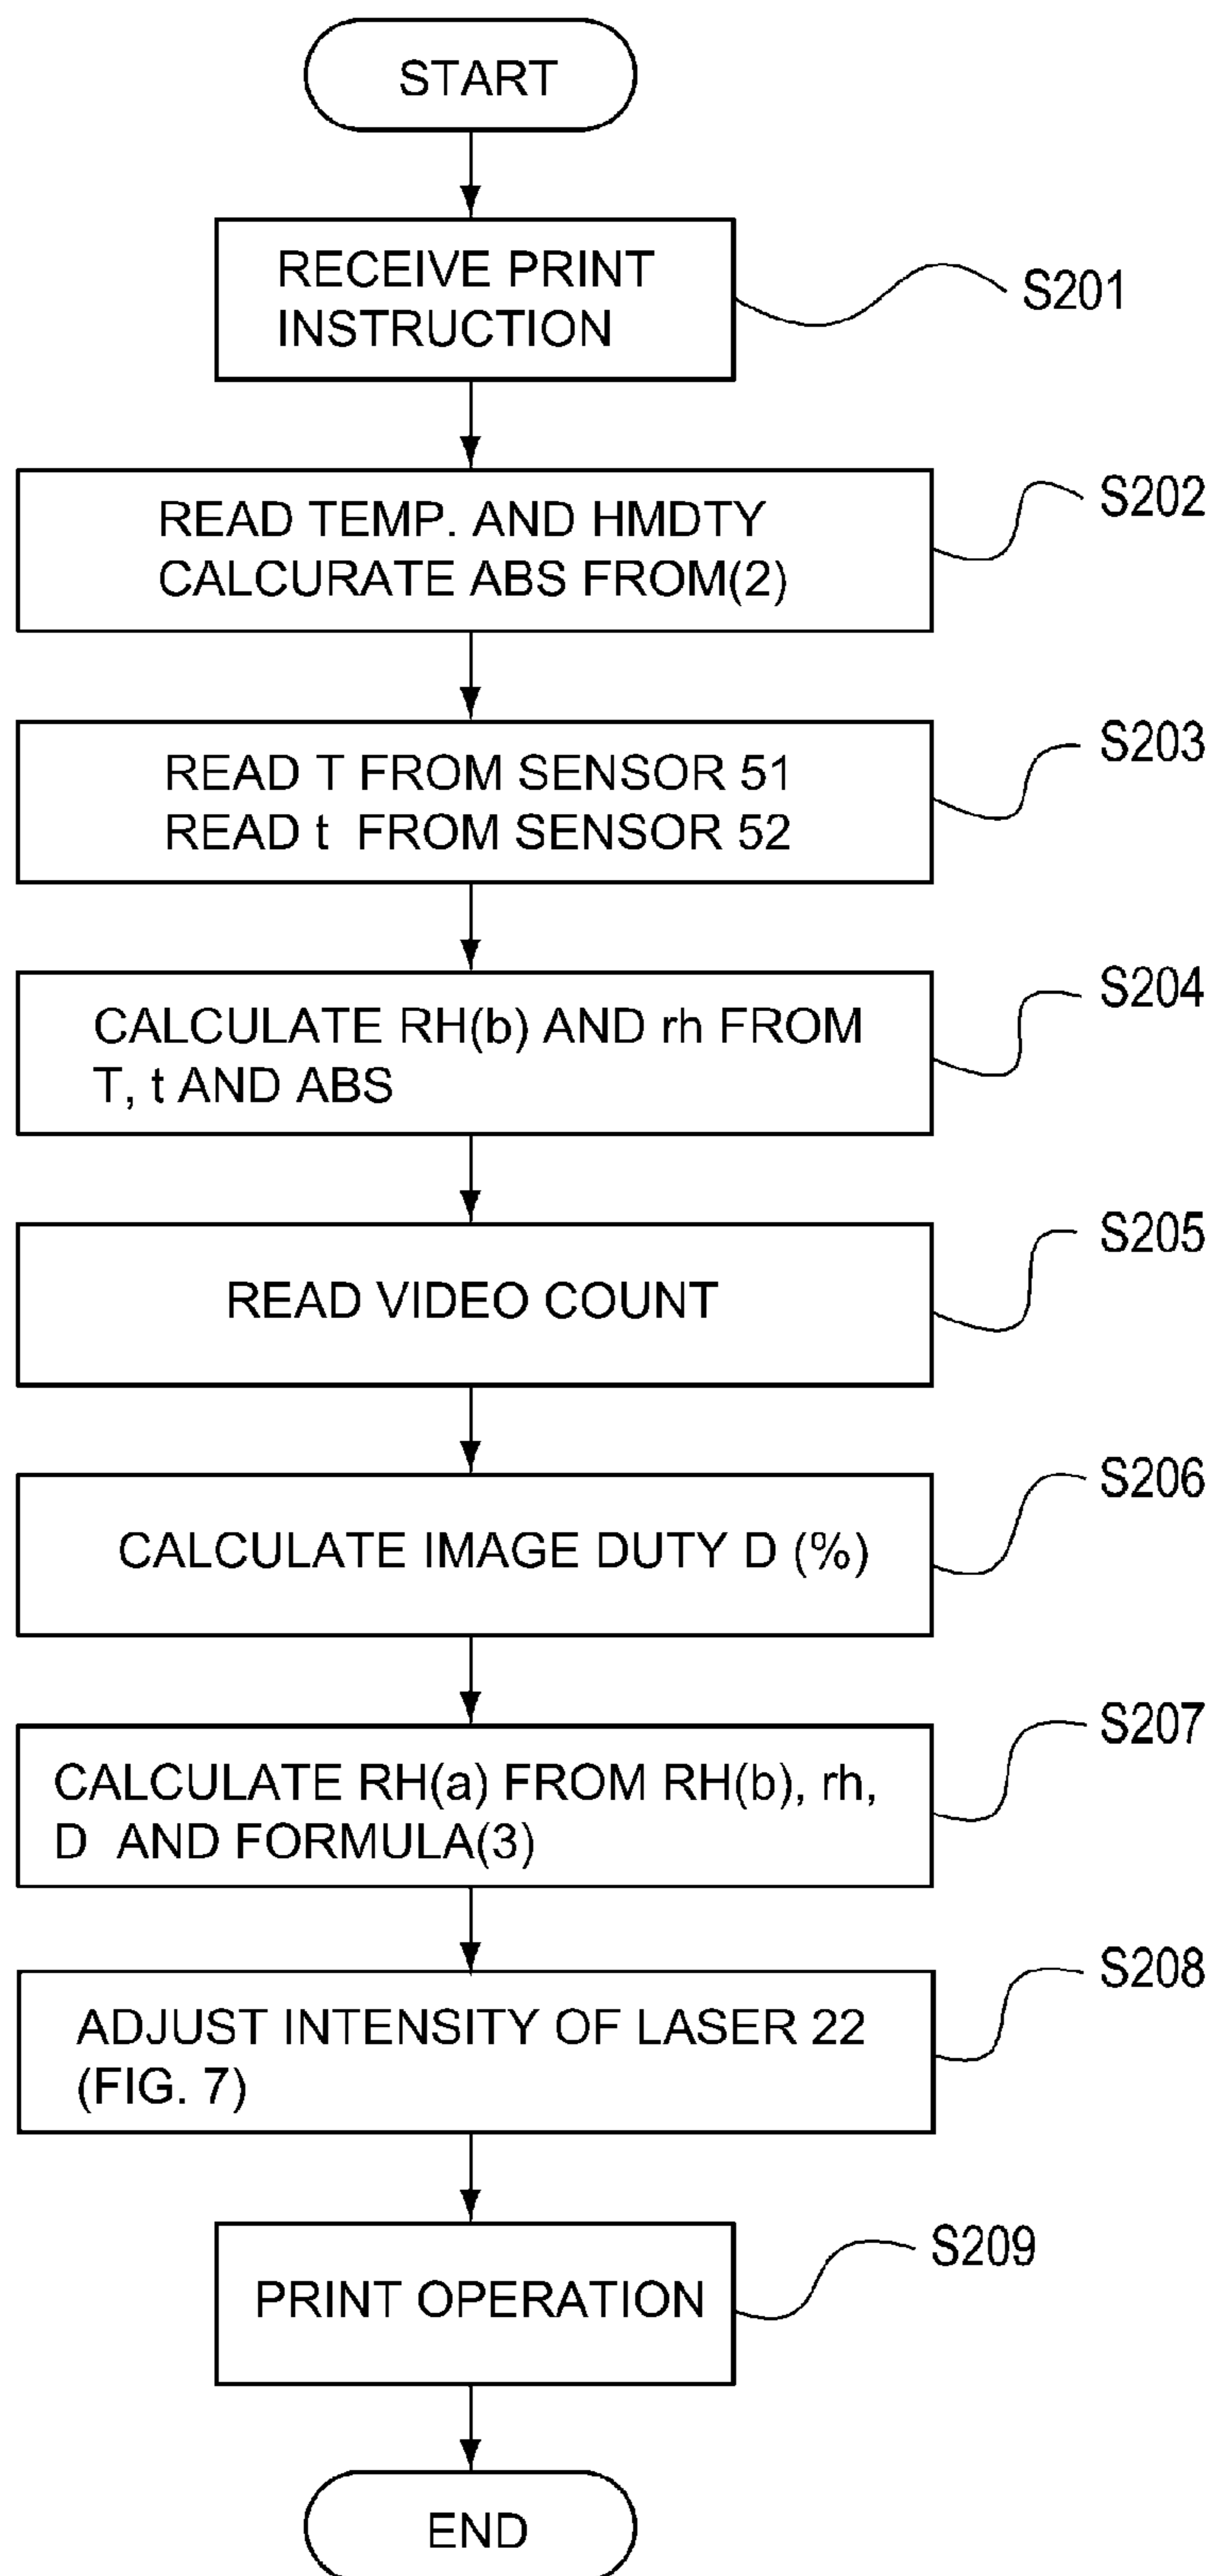 START
RECEIVE PRINT
INSTRUCTION
S201
READ TEMP. AND HMDTY
CALCURATE ABS FROM(2)
S202
READ T FROM SENSOR 51
READ t FROM SENSOR 52
S203
CALCULATE RH(b) AND rh FROM
T, t AND ABS
S204
READ VIDEO COUNT
S205
CALCULATE IMAGE DUTY D (%)
S206
CALCULATE RH(a) FROM RH(b), rh,
D AND FORMULA(3)
S207
ADJUST INTENSITY OF LASER 22
(FIG. 7)
S208
PRINT OPERATION
S209
END